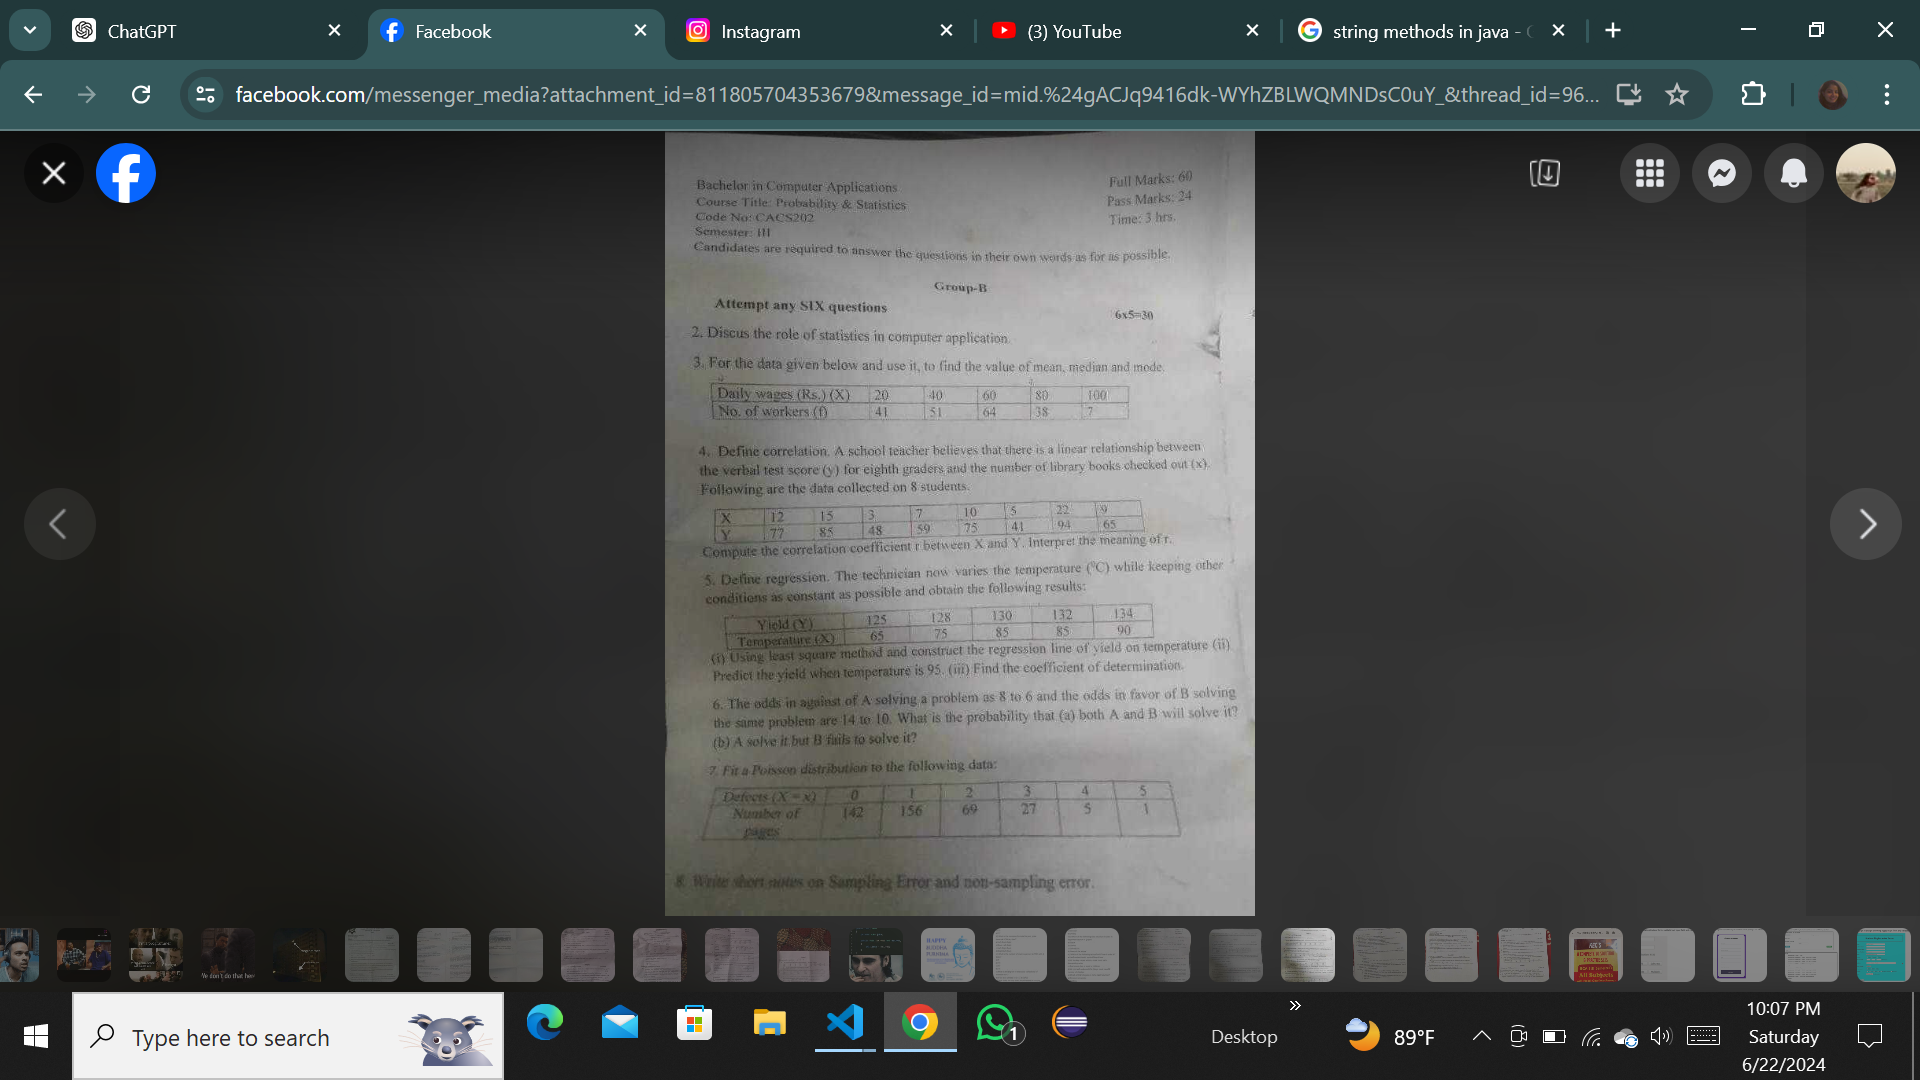 ChatGPT
Facebook
Instagram
(3) YouTube
string methods in java -
facebook.com/messenger_media?attachment_id=811805704353679&message_id=mid.%24gACJq9416dk-WYhZBLWQMNDsC0uY_&thread_id=96...
Bachelor in Computer Applications
Course Title: Probability & Statistics
Code No: CACS202
Semester: III
Full Marks: 60
Pass Marks: 24
Time: 3 hrs.
Candidates are required to answer the questions in their own words as for as possible.
Group-B
Attempt any SIX questions
6x5=30
2. Discus the role of statistics in computer application.
3. For the data given below and use it, to find the value of mean, median and mode.
Daily wages (Rs.) (X) 20 40 60 80 100
No. of workers (f) 41 51 64 38 7
4. Define correlation. A school teacher believes that there is a linear relationship between
the verbal test score (y) for eighth graders and the number of library books checked out (x).
Following are the data collected on 8 students.
X 12 15 3 7 10 5 22 9
Y 77 85 48 59 75 41 94 65
Compute the correlation coefficient r between X and Y. Interpret the meaning of r.
5. Define regression. The technician now varies the temperature (°C) while keeping other
conditions as constant as possible and obtain the following results:
Yield (Y) 125 128 130 132 134
Temperature (X) 65 75 85 85 90
(i) Using least square method and construct the regression line of yield on temperature (ii)
Predict the yield when temperature is 95. (iii) Find the coefficient of determination.
6. The odds in against of A solving a problem as 8 to 6 and the odds in favor of B solving
the same problem are 14 to 10. What is the probability that (a) both A and B will solve it?
(b) A solve it but B fails to solve it?
7. Fit a Poisson distribution to the following data:
Defects (X = x) 0 1 2 3 4 5
Number of pages 142 156 69 27 5 1
8. Write short notes on Sampling Error and non-sampling error.
Type here to search
1
Desktop
89°F
10:07 PM
Saturday
6/22/2024